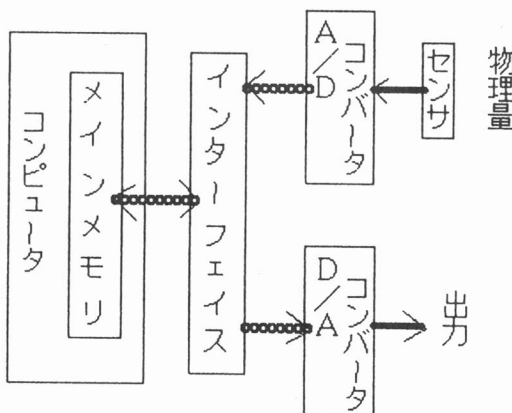 コンピュータ
メインメモリ
インターフェイス
A/D
コンバータ
センサ
物理量
D/A
コンバータ
出力